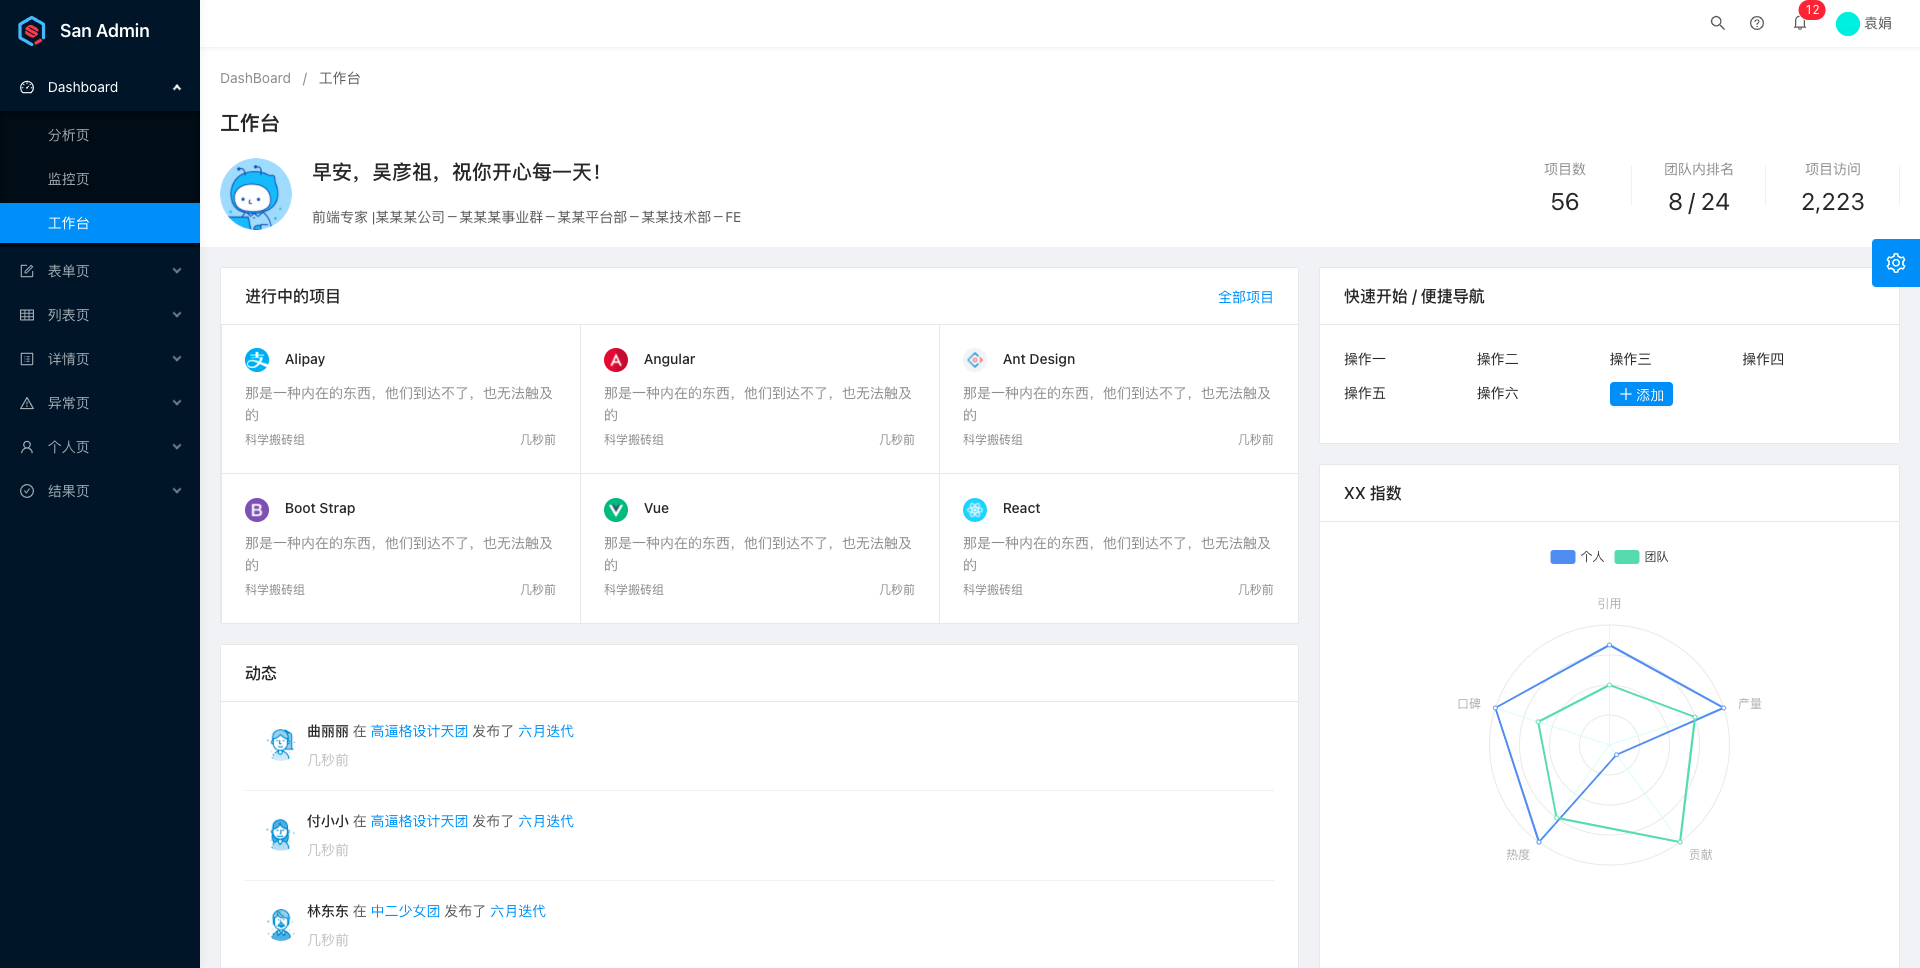 San Admin
Dashboard
分析页
监控页
工作台
表单页
列表页
详情页
异常页
个人页
结果页
12
袁娟
DashBoard / 工作台
工作台
早安，吴彦祖，祝你开心每一天！
前端专家 |某某某公司－某某某事业群－某某平台部－某某技术部－FE
项目数
56
团队内排名
8 / 24
项目访问
2,223
进行中的项目
全部项目
Alipay
那是一种内在的东西，他们到达不了，也无法触及
的
科学搬砖组 几秒前
Angular
那是一种内在的东西，他们到达不了，也无法触及
的
科学搬砖组 几秒前
Ant Design
那是一种内在的东西，他们到达不了，也无法触及
的
科学搬砖组 几秒前
Boot Strap
那是一种内在的东西，他们到达不了，也无法触及
的
科学搬砖组 几秒前
Vue
那是一种内在的东西，他们到达不了，也无法触及
的
科学搬砖组 几秒前
React
那是一种内在的东西，他们到达不了，也无法触及
的
科学搬砖组 几秒前
动态
曲丽丽 在 高逼格设计天团 发布了 六月迭代
几秒前
付小小 在 高逼格设计天团 发布了 六月迭代
几秒前
林东东 在 中二少女团 发布了 六月迭代
几秒前
快速开始 / 便捷导航
操作一 操作二 操作三 操作四
操作五 操作六 添加
XX 指数
个人 团队
引用
口碑 产量
热度 贡献